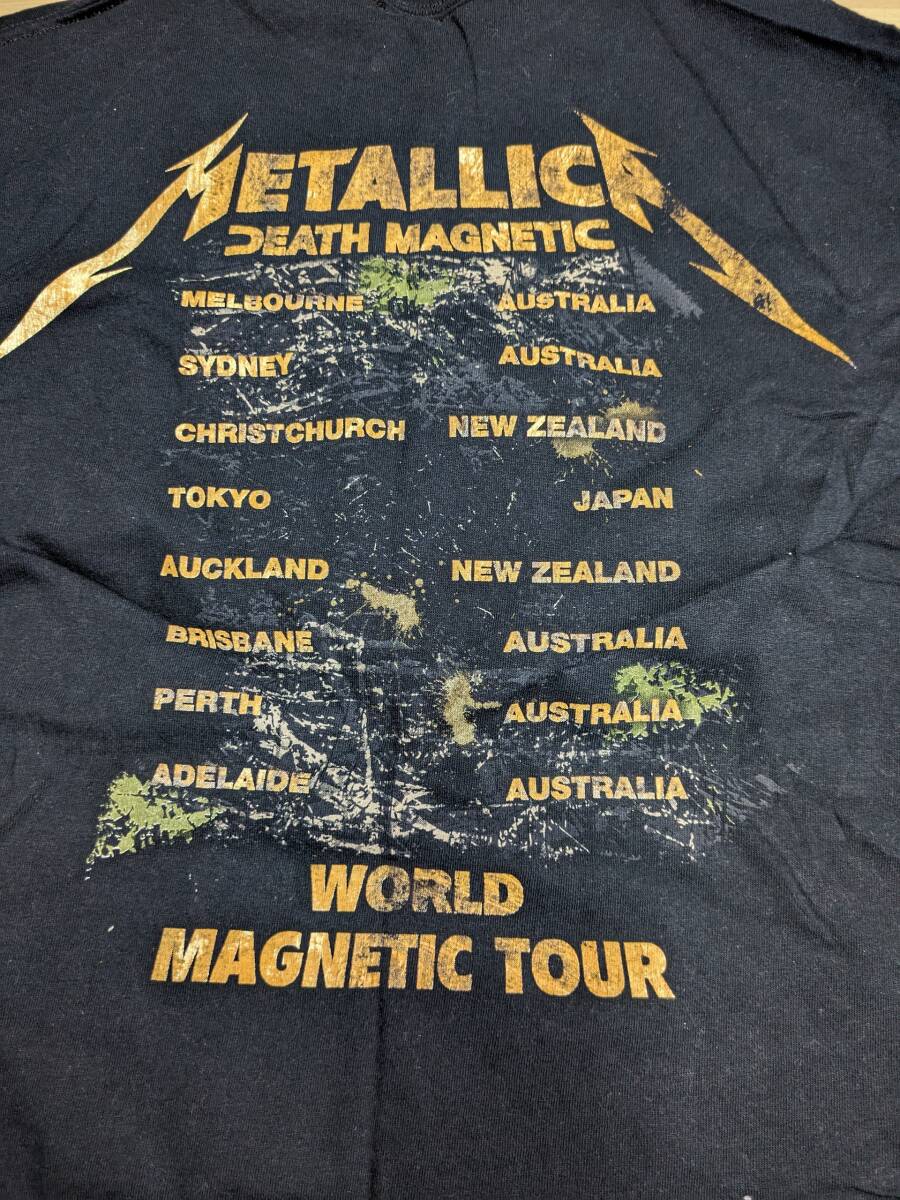 METALLICA
DEATH MAGNETIC
MELBOURNE AUSTRALIA
SYDNEY AUSTRALIA
CHRISTCHURCH NEW ZEALAND
TOKYO JAPAN
AUCKLAND NEW ZEALAND
BRISBANE AUSTRALIA
PERTH AUSTRALIA
ADELAIDE AUSTRALIA
WORLD
MAGNETIC TOUR